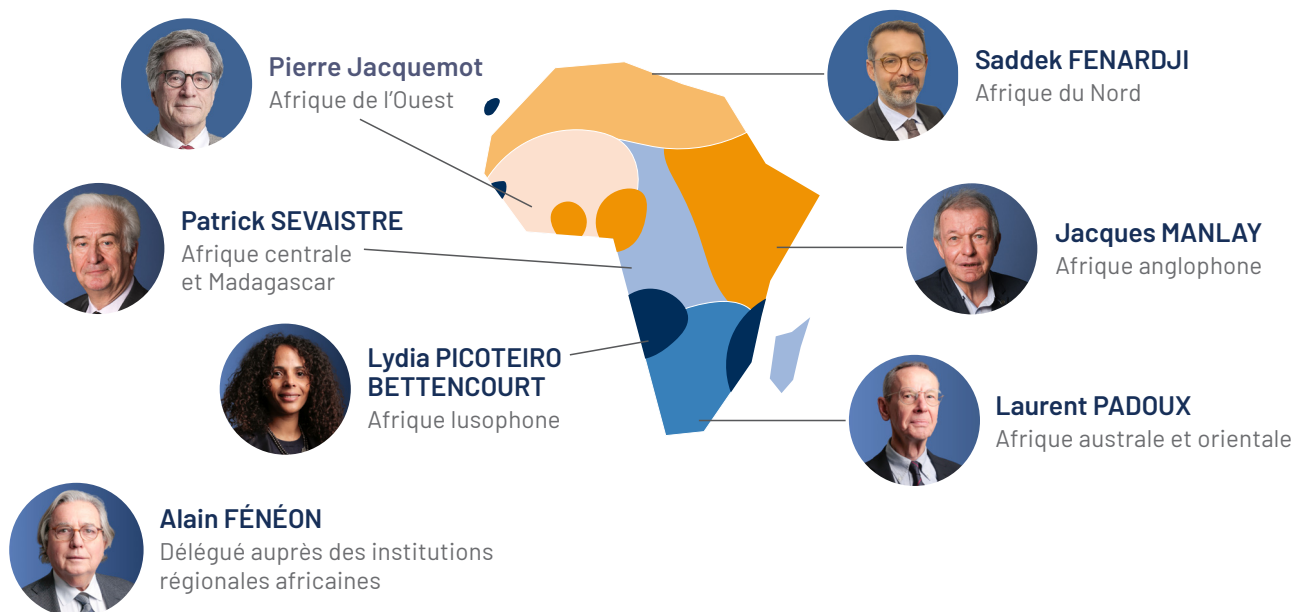 Pierre Jacquemot
Afrique de l'Ouest
Saddek FENARDJI
Afrique du Nord
Patrick SEVAISTRE
Afrique centrale
et Madagascar
Jacques MANLAY
Afrique anglophone
Lydia PICOTEIRO
BETTENCOURT
Afrique lusophone
Laurent PADOUX
Afrique australe et orientale
Alain FÉNÉON
Délégué auprès des institutions
régionales africaines